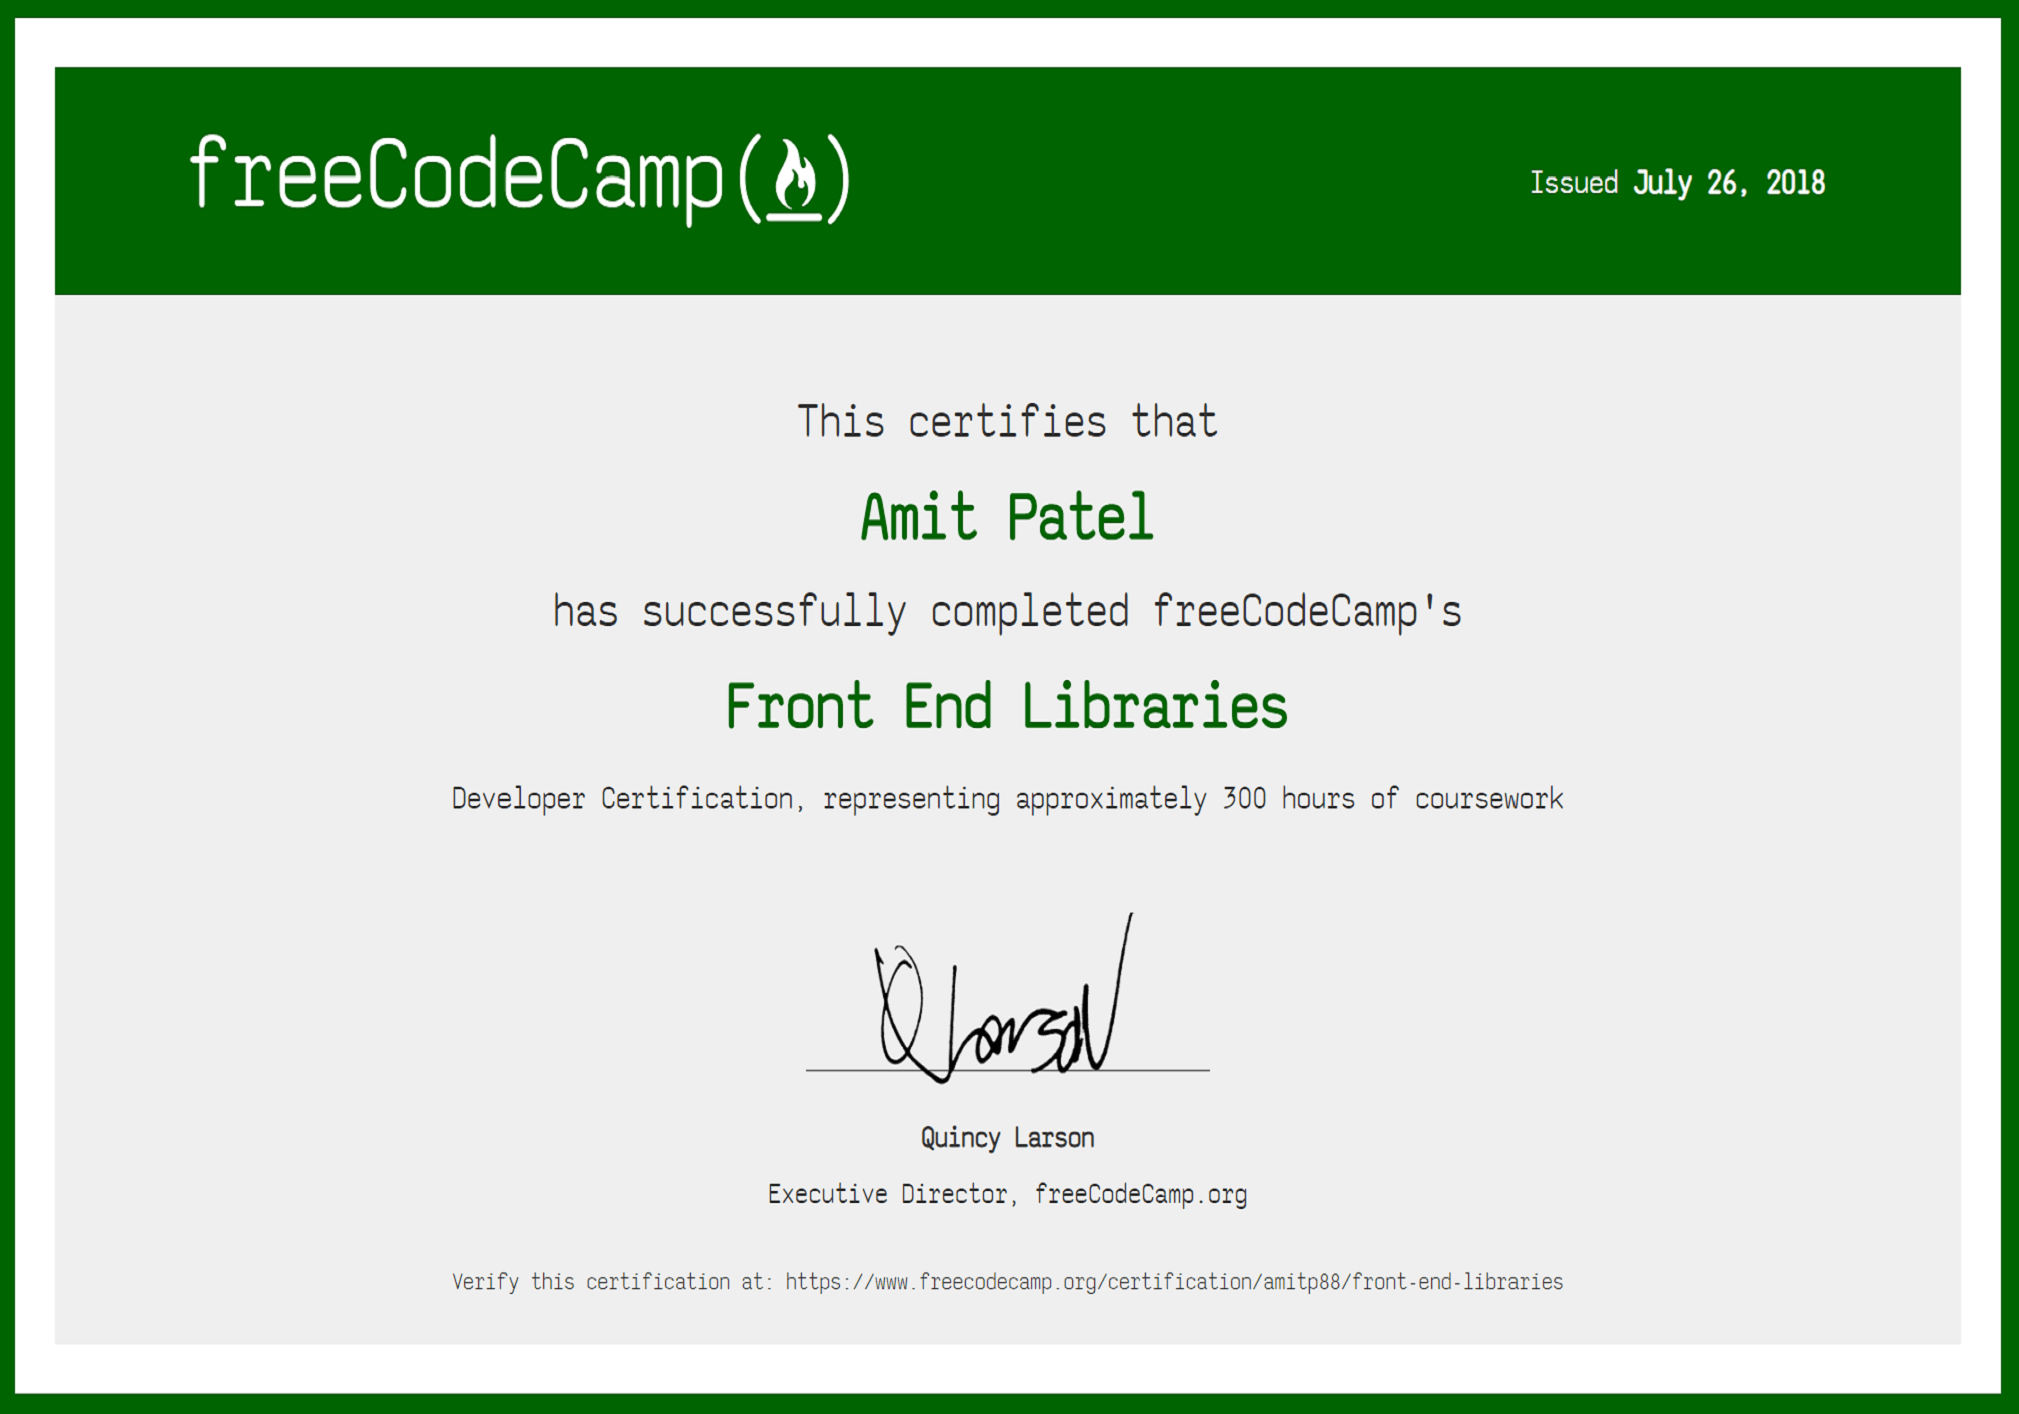 freeCodeCamp(🔥)
Issued July 26, 2018
This certifies that
Amit Patel
has successfully completed freeCodeCamp's
Front End Libraries
Developer Certification, representing approximately 300 hours of coursework
Q Larson
Quincy Larson
Executive Director, freeCodeCamp.org
Verify this certification at: https://www.freecodecamp.org/certification/amitp88/front-end-libraries